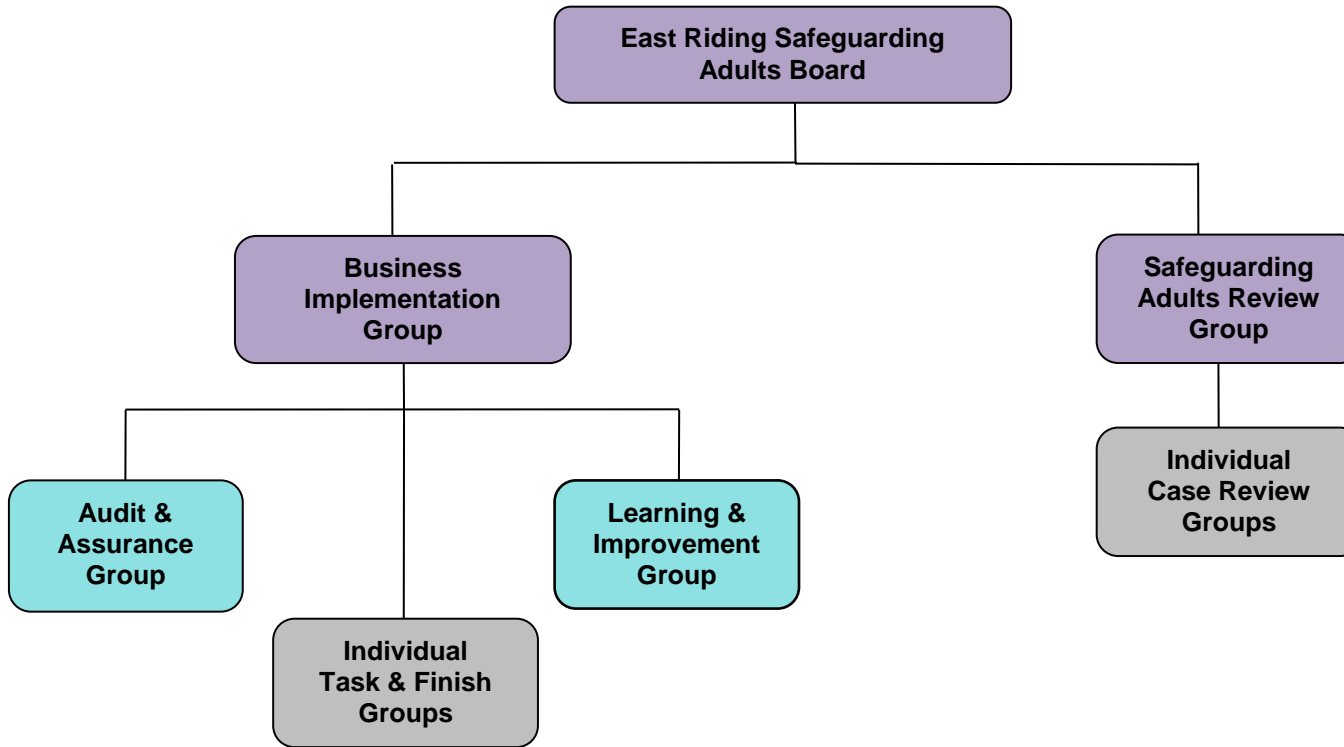 East Riding Safeguarding
Adults Board
Business
Implementation
Group
Safeguarding
Adults Review
Group
Audit &
Assurance
Group
Learning &
Improvement
Group
Individual
Case Review
Groups
Individual
Task & Finish
Groups